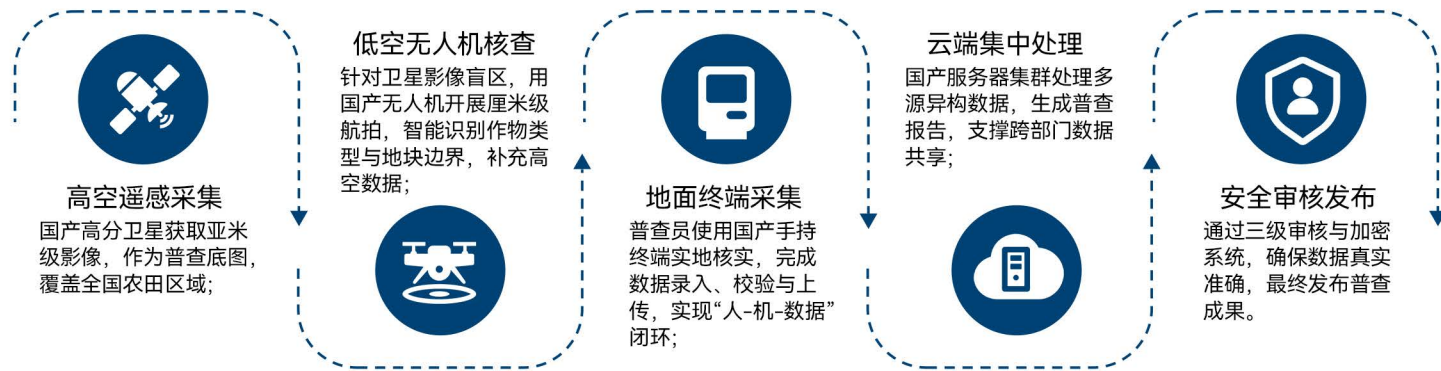 高空遥感采集
国产高分卫星获取亚米
级影像，作为普查底图，
覆盖全国农田区域；
低空无人机核查
针对卫星影像盲区，用
国产无人机开展厘米级
航拍，智能识别作物类
型与地块边界，补充高
空数据；
地面终端采集
普查员使用国产手持
终端实地核实，完成
数据录入、校验与上
传，实现“人-机-数据”
闭环；
云端集中处理
国产服务器集群处理多
源异构数据，生成普查
报告，支撑跨部门数据
共享；
安全审核发布
通过三级审核与加密
系统，确保数据真实
准确，最终发布普查
成果。